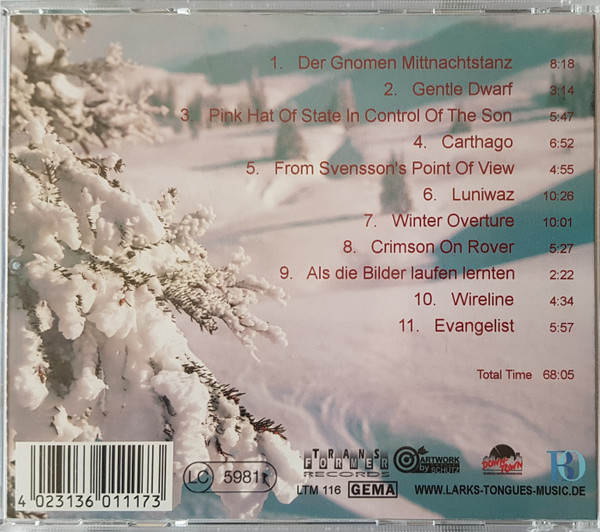 1. Der Gnomen Mittnachtstanz 8:18
2. Gentle Dwarf 3:14
3. Pink Hat Of State In Control Of The Son 5:47
4. Carthago 6:52
5. From Svensson's Point Of View 4:55
6. Luniwaz 10:26
7. Winter Overture 10:01
8. Crimson On Rover 5:27
9. Als die Bilder laufen lernten 2:22
10. Wireline 4:34
11. Evangelist 5:57
Total Time 68:05
4 023136 011173
LC 5981
TRANS
FORMER
RECORDS
LTM 116 GEMA
ARTWORK
by SCHÜTZ
DOWN
TOWN
WWW.LARKS-TONGUES-MUSIC.DE